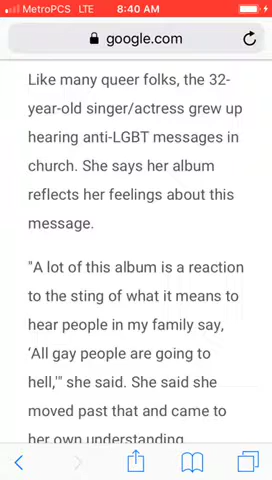 MetroPCS LTE 8:40 AM
google.com
Like many queer folks, the 32-
year-old singer/actress grew up
hearing anti-LGBT messages in
church. She says her album
reflects her feelings about this
message.
"A lot of this album is a reaction
to the sting of what it means to
hear people in my family say,
‘All gay people are going to
hell,'" she said. She said she
moved past that and came to
her own understanding